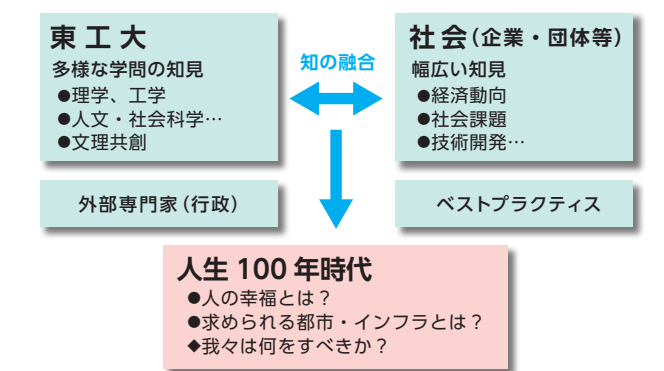 東工大
多様な学問の知見
●理学、工学
●人文・社会科学…
●文理共創
知の融合
社会(企業・団体等)
幅広い知見
●経済動向
●社会課題
●技術開発…
外部専門家(行政)
ベストプラクティス
人生 100 年時代
●人の幸福とは?
●求められる都市・インフラとは?
◆我々は何をすべきか?